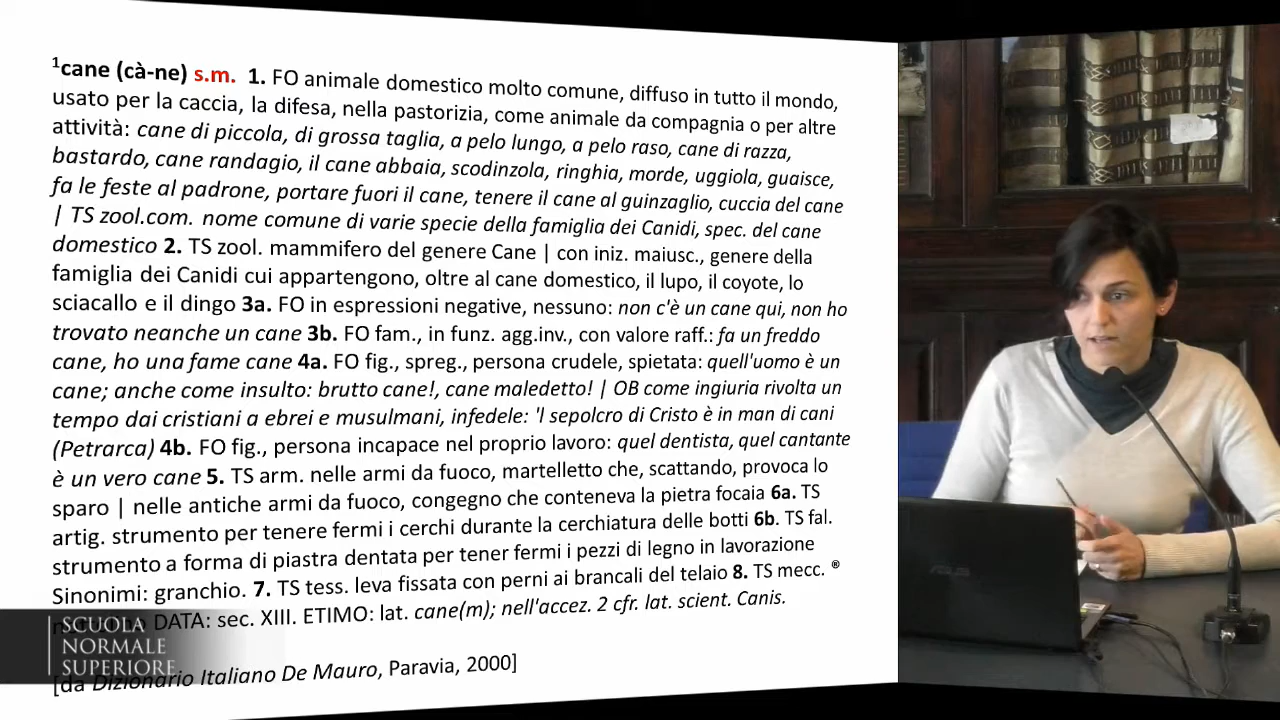 ¹cane (cà-ne) s.m. 1. FO animale domestico molto comune, diffuso in tutto il mondo,
usato per la caccia, la difesa, nella pastorizia, come animale da compagnia o per altre
attività: cane di piccola, di grossa taglia, a pelo lungo, a pelo raso, cane di razza,
bastardo, cane randagio, il cane abbaia, scodinzola, ringhia, morde, uggiola, guaisce,
fa le feste al padrone, portare fuori il cane, tenere il cane al guinzaglio, cuccia del cane
| TS zool.com. nome comune di varie specie della famiglia dei Canidi, spec. del cane
domestico 2. TS zool. mammifero del genere Cane | con iniz. maiusc., genere della
famiglia dei Canidi cui appartengono, oltre al cane domestico, il lupo, il coyote, lo
sciacallo e il dingo 3a. FO in espressioni negative, nessuno: non c'è un cane qui, non ho
trovato neanche un cane 3b. FO fam., in funz. agg.inv., con valore raff.: fa un freddo
cane, ho una fame cane 4a. FO fig., spreg., persona crudele, spietata: quell'uomo è un
cane; anche come insulto: brutto cane!, cane maledetto! | OB come ingiuria rivolta un
tempo dai cristiani a ebrei e musulmani, infedele: 'l sepolcro di Cristo è in man di cani
(Petrarca) 4b. FO fig., persona incapace nel proprio lavoro: quel dentista, quel cantante
è un vero cane 5. TS arm. nelle armi da fuoco, martelletto che, scattando, provoca lo
sparo | nelle antiche armi da fuoco, congegno che conteneva la pietra focaia 6a. TS
artig. strumento per tenere fermi i cerchi durante la cerchiatura delle botti 6b. TS fal.
strumento a forma di piastra dentata per tener fermi i pezzi di legno in lavorazione
Sinonimi: granchio. 7. TS tess. leva fissata con perni ai brancali del telaio 8. TS mecc. ®
DATA: sec. XIII. ETIMO: lat. cane(m); nell'accez. 2 cfr. lat. scient. Canis.
[da Dizionario Italiano De Mauro, Paravia, 2000]
SCUOLA
NORMALE
SUPERIORE
ASUS